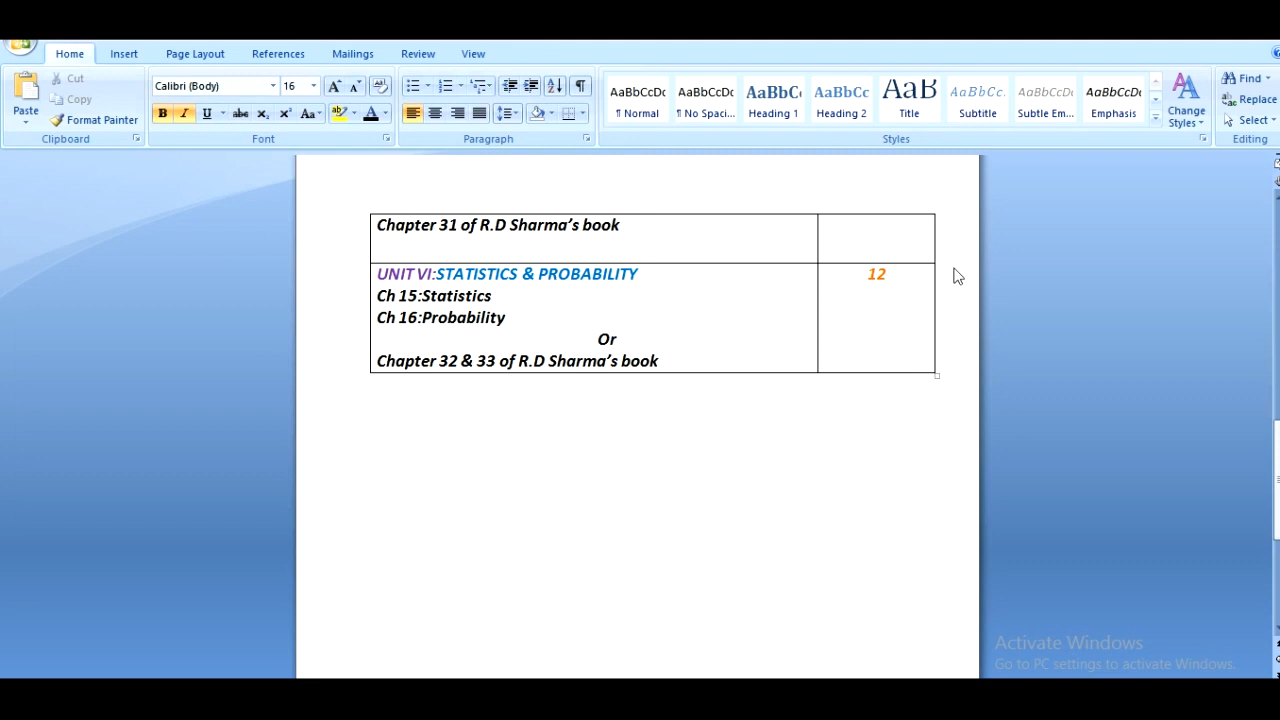 Home Insert Page Layout References Mailings Review View
Cut
Copy
Paste
Format Painter
Clipboard
Calibri (Body) 16
Font
Paragraph
AaBbCcDc AaBbCcDc AaBbC AaBbCc AaB AaBbCc. AaBbCcDc AaBbCcDc
¶ Normal ¶ No Spaci... Heading 1 Heading 2 Title Subtitle Subtle Em... Emphasis
Change Styles
Styles
Find
Replace
Select
Editing
Chapter 31 of R.D Sharma’s book
UNIT VI:STATISTICS & PROBABILITY 12
Ch 15:Statistics
Ch 16:Probability
Or
Chapter 32 & 33 of R.D Sharma’s book
Activate Windows
Go to PC settings to activate Windows.